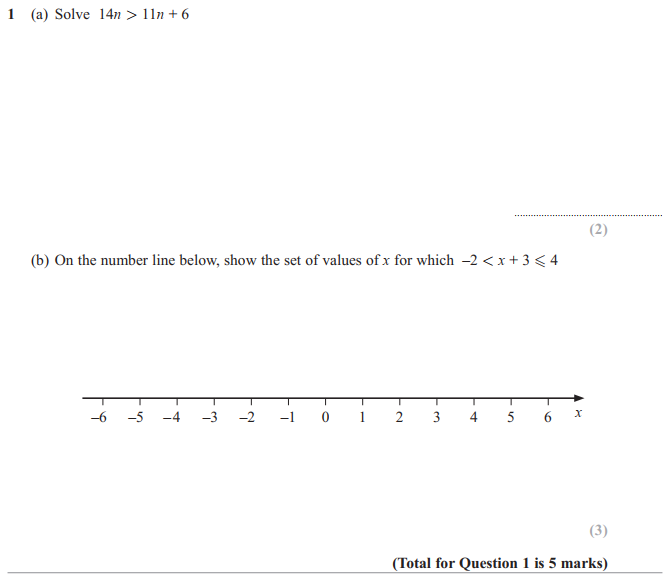 1 (a) Solve 14n > 11n + 6
(2)
(b) On the number line below, show the set of values of x for which –2 < x + 3 ⩽ 4
–6 –5 –4 –3 –2 –1 0 1 2 3 4 5 6 x
(3)
(Total for Question 1 is 5 marks)